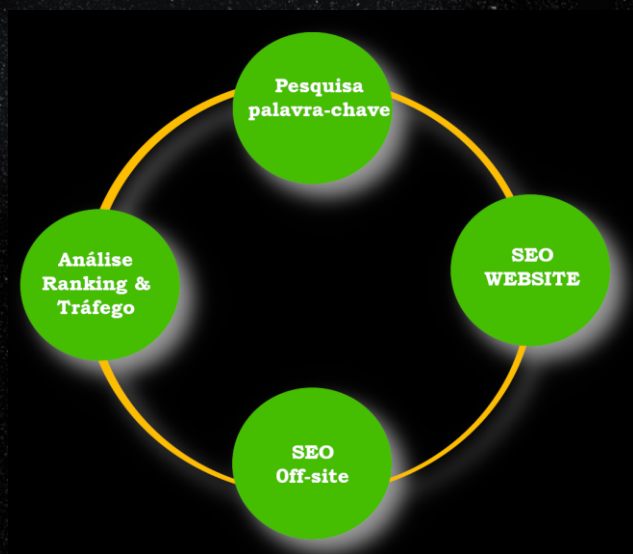 Pesquisa
palavra-chave
SEO
WEBSITE
SEO
Off-site
Análise
Ranking &
Tráfego